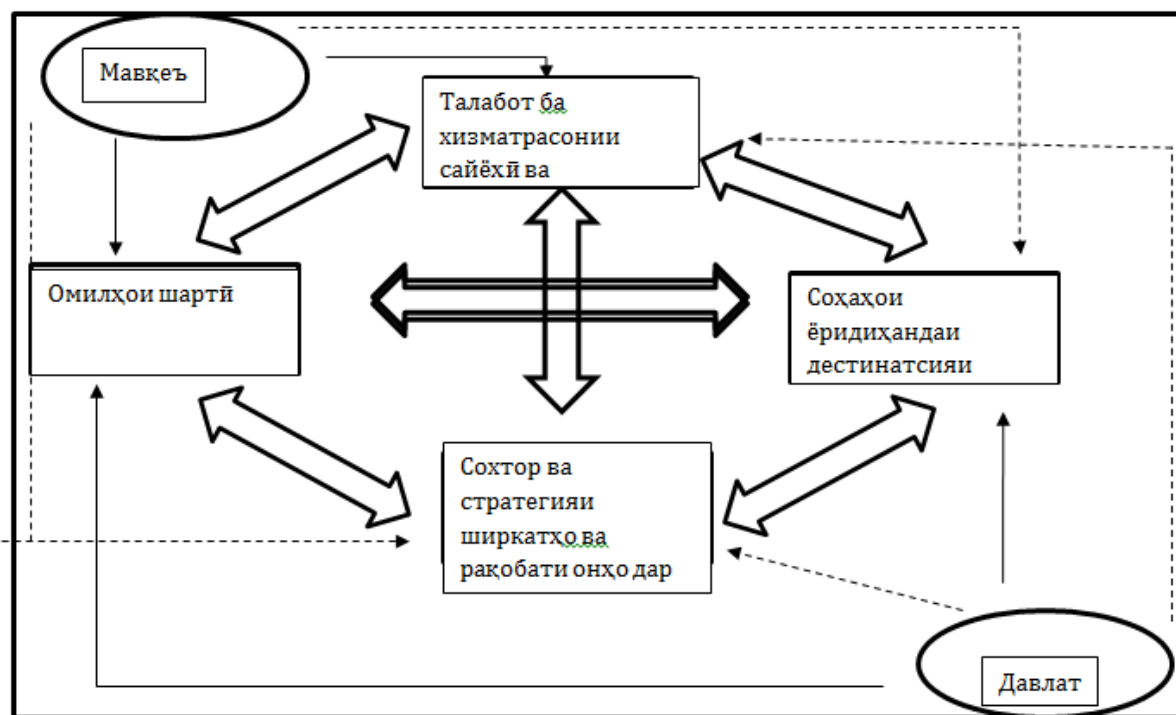 Мавқеъ
Талабот ба
хизматрасонии
сайёҳӣ ва
Омилҳои шартӣ
Соҳаҳои
ёридиҳандаи
дестинатсияи
Сохтор ва
стратегияи
ширкатҳо ва
рақобати онҳо дар
Давлат